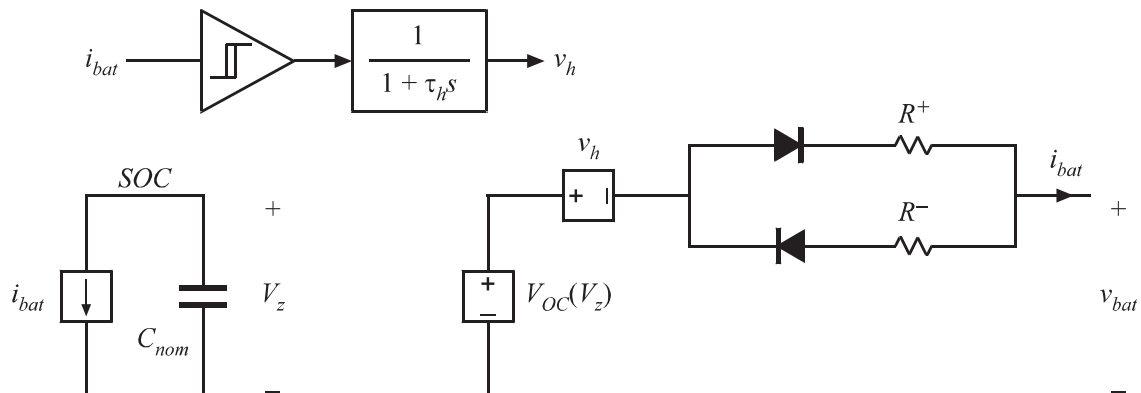 i_bat
1
1 + τ_h s
v_h
v_h
+ −
R⁺
i_bat
R⁻
SOC
+
i_bat
V_z
C_nom
−
+
−
V_OC(V_z)
+
v_bat
−